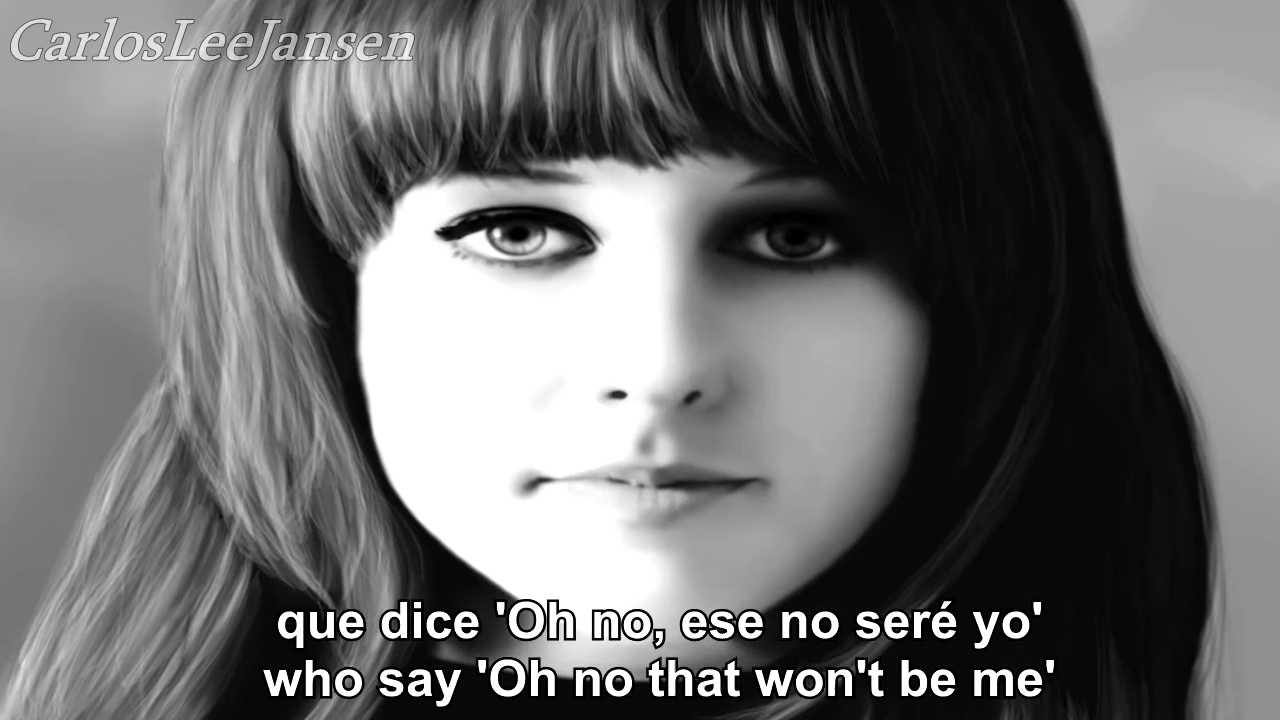 CarlosLeeJansen
que dice 'Oh no, ese no seré yo'
who say 'Oh no that won't be me'